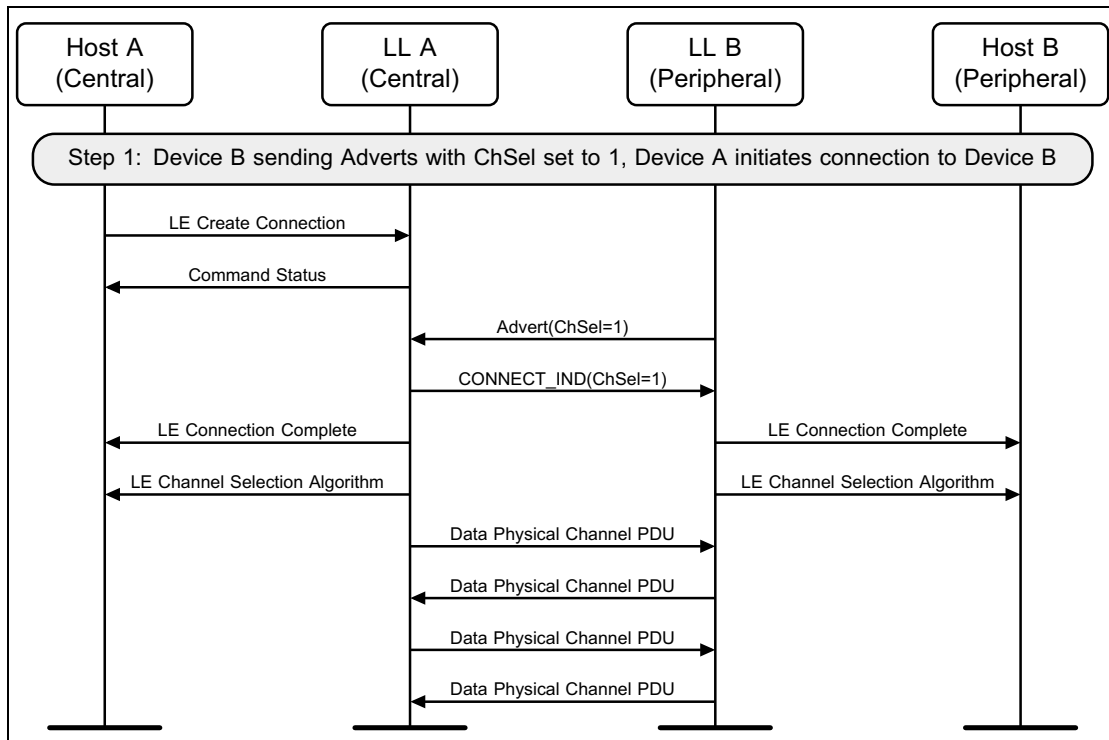 Host A
(Central)
LL A
(Central)
LL B
(Peripheral)
Host B
(Peripheral)
Step 1: Device B sending Adverts with ChSel set to 1, Device A initiates connection to Device B
LE Create Connection
Command Status
Advert(ChSel=1)
CONNECT_IND(ChSel=1)
LE Connection Complete
LE Connection Complete
LE Channel Selection Algorithm
LE Channel Selection Algorithm
Data Physical Channel PDU
Data Physical Channel PDU
Data Physical Channel PDU
Data Physical Channel PDU